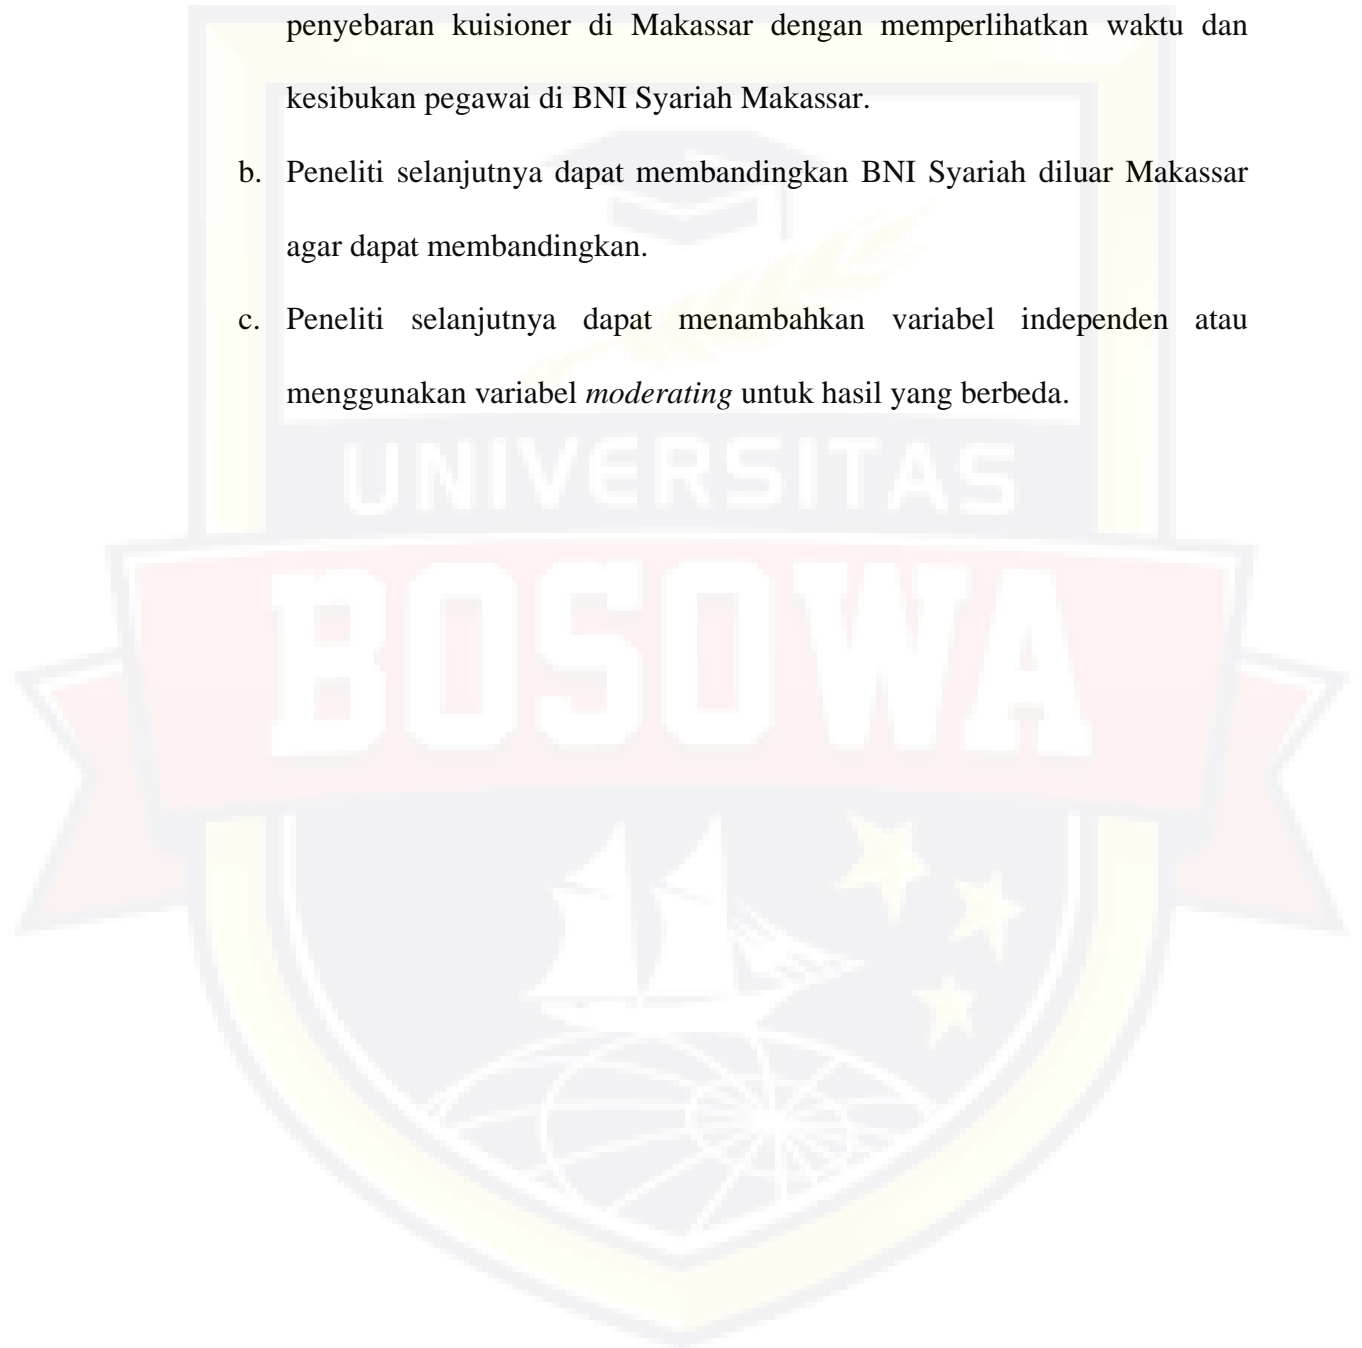 penyebaran kuisioner di Makassar dengan memperlihatkan waktu dan
kesibukan pegawai di BNI Syariah Makassar.
b. Peneliti selanjutnya dapat membandingkan BNI Syariah diluar Makassar
agar dapat membandingkan.
c. Peneliti selanjutnya dapat menambahkan variabel independen atau
menggunakan variabel moderating untuk hasil yang berbeda.
UNIVERSITAS
BOSOWA